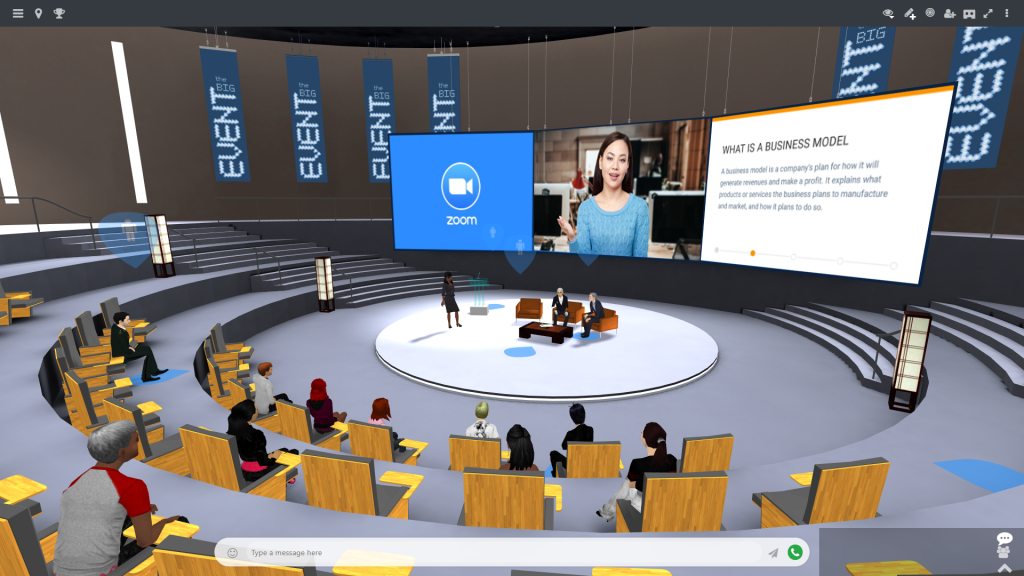 the
BIG
EVENT
the
BIG
EVENT
the
BIG
EVENT
the
BIG
EVENT
BIG
EVENT
EVENT
zoom
WHAT IS A BUSINESS MODEL
A business model is a company's plan for how it will
generate revenues and make a profit. It explains what
products or services the business plans to manufacture
and market, and how it plans to do so.
Type a message here